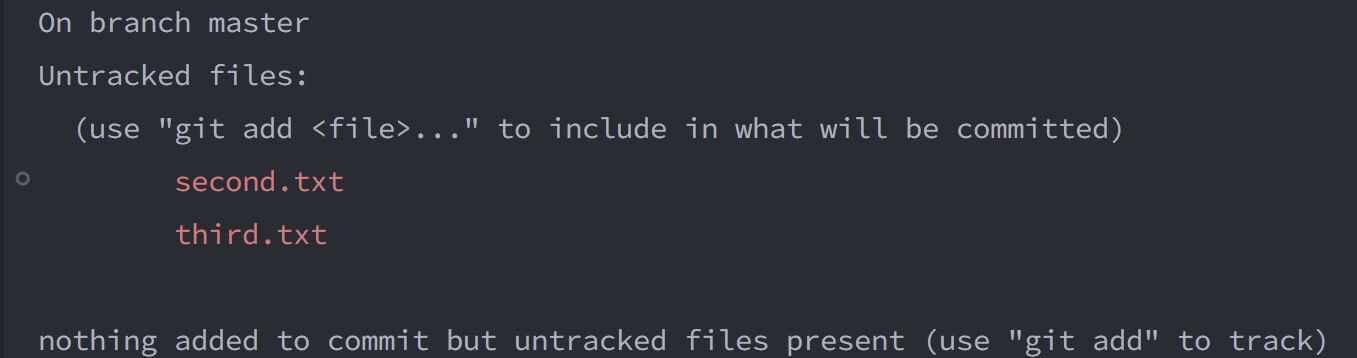 On branch master
Untracked files:
  (use "git add <file>..." to include in what will be committed)
        second.txt
        third.txt

nothing added to commit but untracked files present (use "git add" to track)